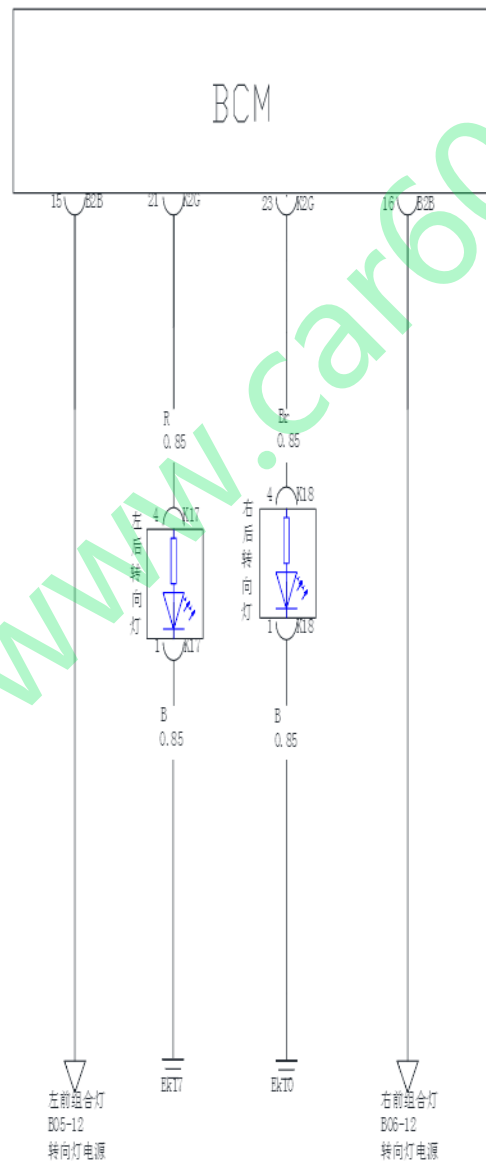 BCM
15 B2B
21 K2G
23 K2G
16 B2B
R
0.85
Br
0.85
4 K17
左后转向灯
1 K17
4 K18
右后转向灯
1 K18
B
0.85
B
0.85
左前组合灯
B05-12
转向灯电源
EkT7
EkT0
右前组合灯
B06-12
转向灯电源
www.car60